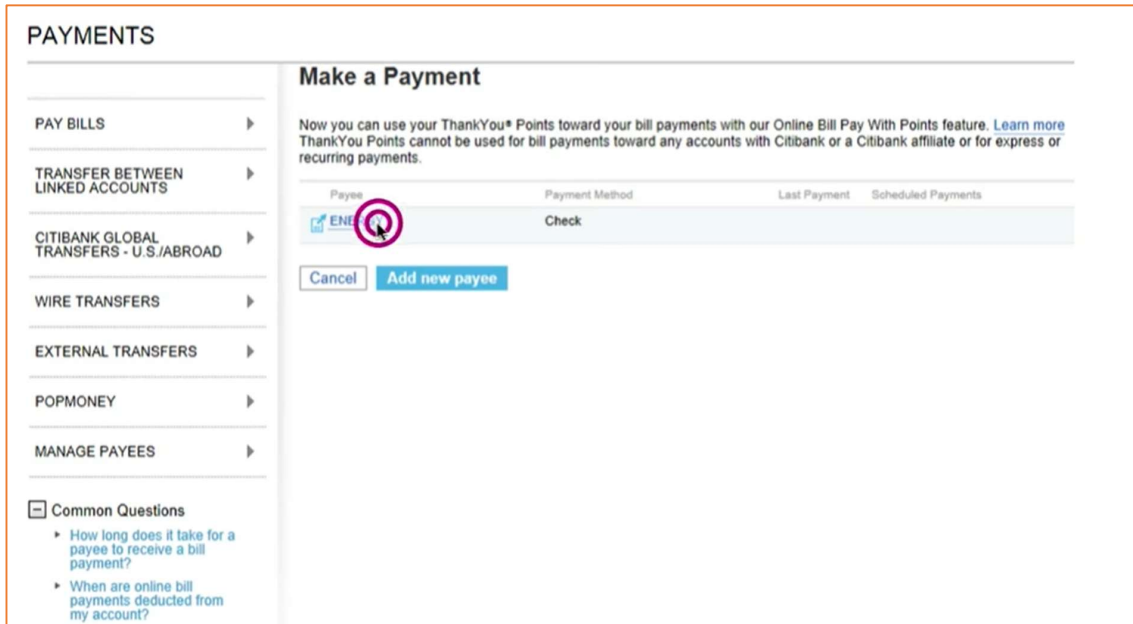 PAYMENTS
Make a Payment
Now you can use your ThankYou® Points toward your bill payments with our Online Bill Pay With Points feature. Learn more
ThankYou Points cannot be used for bill payments toward any accounts with Citibank or a Citibank affiliate or for express or
recurring payments.
Payee Payment Method Last Payment Scheduled Payments
Check
Cancel Add new payee
PAY BILLS
TRANSFER BETWEEN
LINKED ACCOUNTS
CITIBANK GLOBAL
TRANSFERS - U.S./ABROAD
WIRE TRANSFERS
EXTERNAL TRANSFERS
POPMONEY
MANAGE PAYEES
Common Questions
How long does it take for a
payee to receive a bill
payment?
When are online bill
payments deducted from
my account?